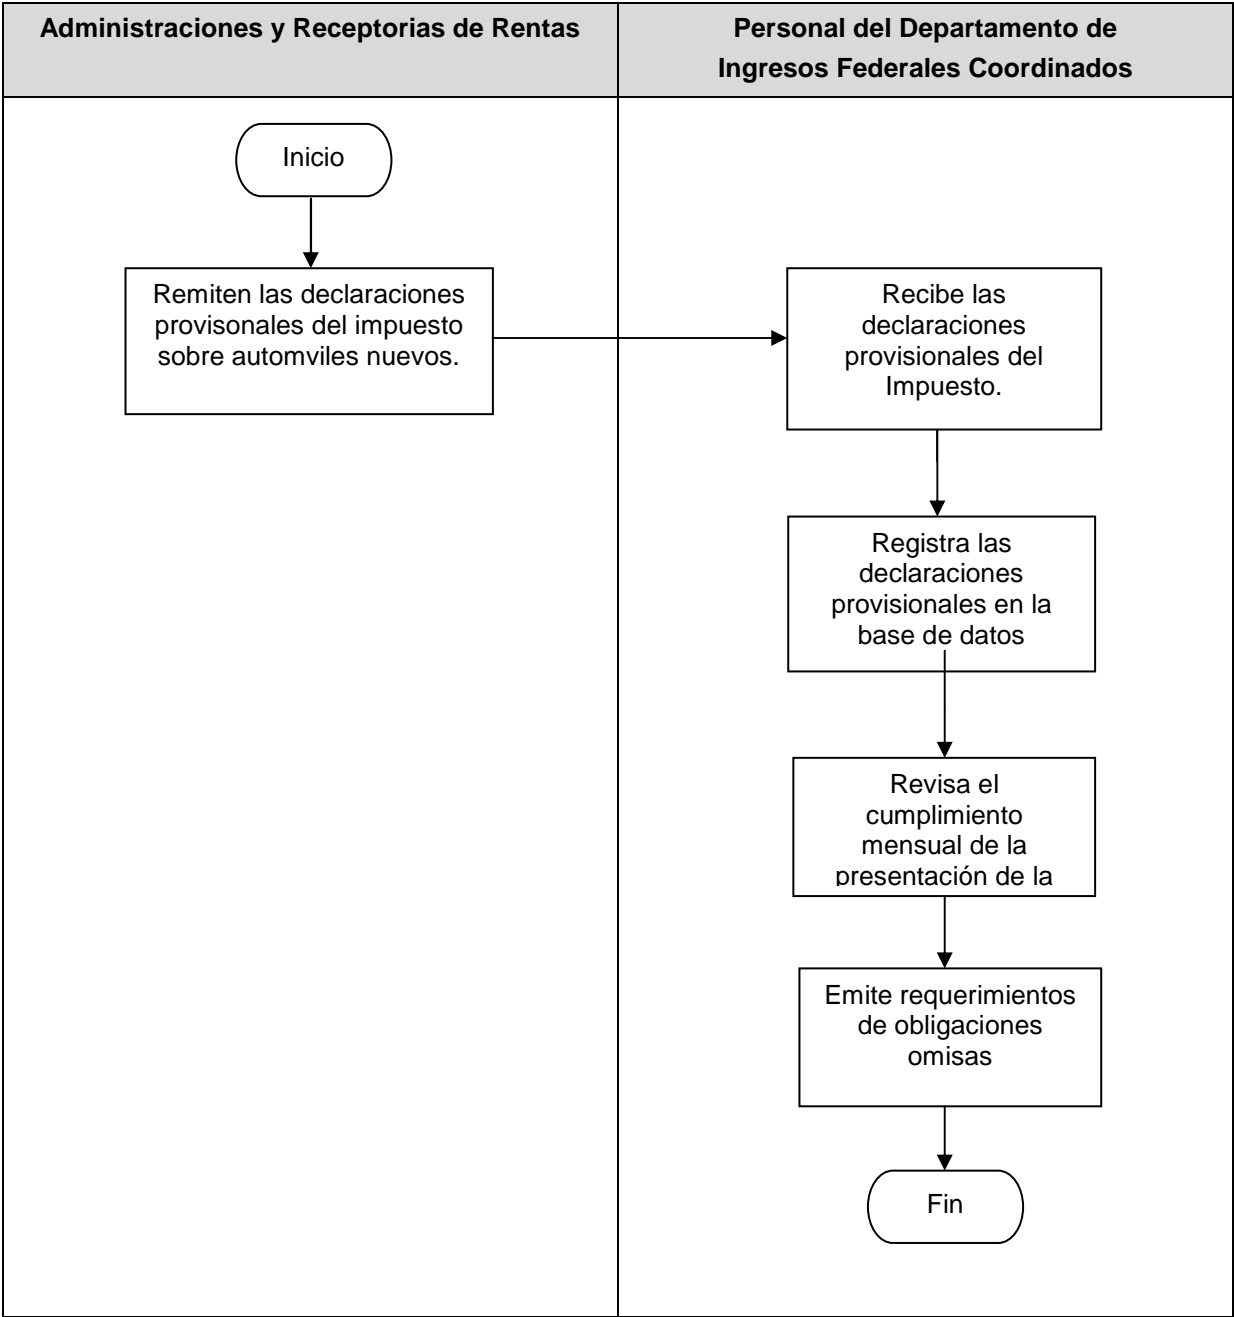 Administraciones y Receptorias de Rentas
Personal del Departamento de
Ingresos Federales Coordinados
Inicio
Remiten las declaraciones
provisonales del impuesto
sobre automviles nuevos.
Recibe las
declaraciones
provisionales del
Impuesto.
Registra las
declaraciones
provisionales en la
base de datos
Revisa el
cumplimiento
mensual de la
presentación de la
Emite requerimientos
de obligaciones
omisas
Fin